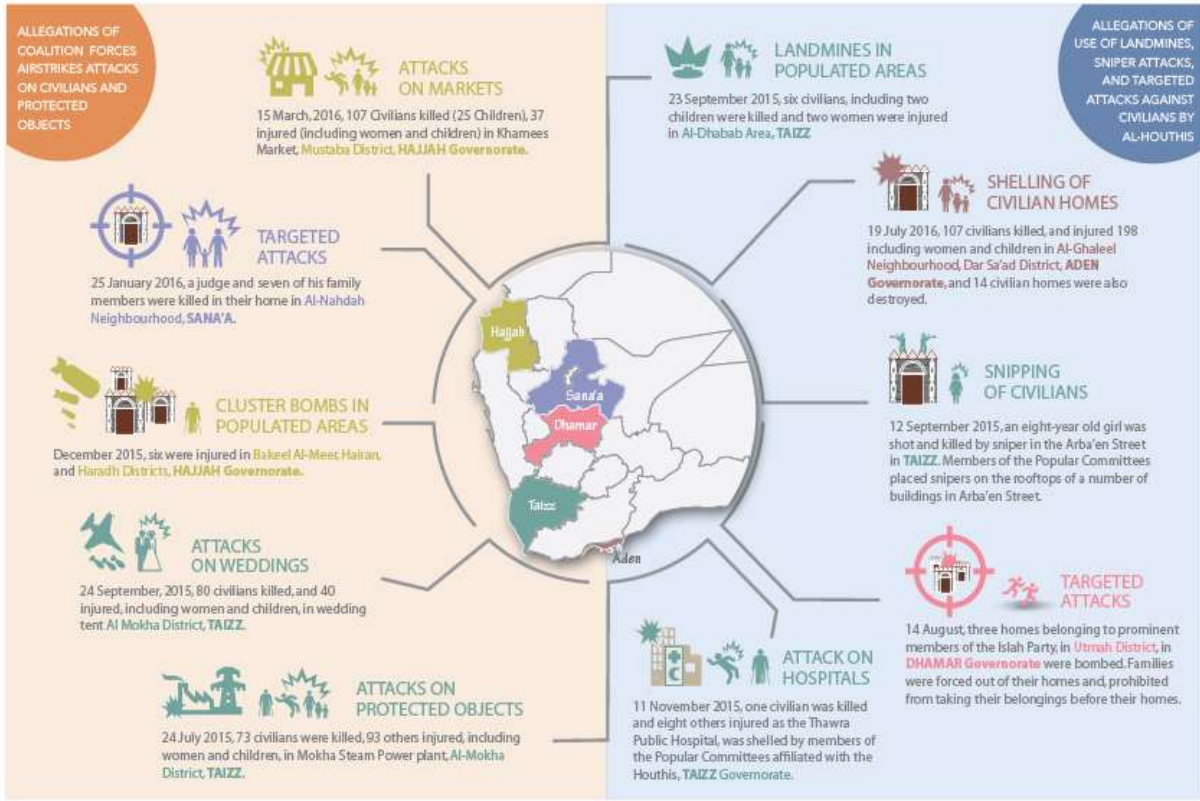 ALLEGATIONS OF
COALITION FORCES
AIRSTRIKES ATTACKS
ON CIVILIANS AND
PROTECTED
OBJECTS
ATTACKS
ON MARKETS
15 March, 2016, 107 Civilians killed (25 Children), 37
injured (including women and children) in Khamees
Market, Mustaba District, HAJJAH Governorate.
TARGETED
ATTACKS
25 January 2016, a judge and seven of his family
members were killed in their home in Al-Nahdah
Neighbourhood, SANA'A.
CLUSTER BOMBS IN
POPULATED AREAS
December 2015, six were injured in Bakeel Al-Meer, Hairan,
and Haradh Districts, HAJJAH Governorate.
ATTACKS
ON WEDDINGS
24 September, 2015, 80 civilians killed, and 40
injured, including women and children, in wedding
tent Al Mokha District, TAIZZ.
ATTACKS ON
PROTECTED OBJECTS
24 July 2015, 73 civilians were killed, 93 others injured, including
women and children, in Mokha Steam Power plant, Al-Mokha
District, TAIZZ.
Hajjah
Sana'a
Dhamar
Taizz
Aden
ALLEGATIONS OF
USE OF LANDMINES,
SNIPER ATTACKS,
AND TARGETED
ATTACKS AGAINST
CIVILIANS BY
AL-HOUTHIS
LANDMINES IN
POPULATED AREAS
23 September 2015, six civilians, including two
children were killed and two women were injured
in Al-Dhabab Area, TAIZZ
SHELLING OF
CIVILIAN HOMES
19 July 2016, 107 civilians killed, and injured 198
including women and children in Al-Ghaleel
Neighbourhood, Dar Sa'ad District, ADEN
Governorate, and 14 civilian homes were also
destroyed.
SNIPPING
OF CIVILIANS
12 September 2015, an eight-year old girl was
shot and killed by sniper in the Arba'en Street
in TAIZZ. Members of the Popular Committees
placed snipers on the rooftops of a number of
buildings in Arba'en Street.
TARGETED
ATTACKS
14 August, three homes belonging to prominent
members of the Islah Party, in Utmah District, in
DHAMAR Governorate were bombed. Families
were forced out of their homes and, prohibited
from taking their belongings before their homes.
ATTACK ON
HOSPITALS
11 November 2015, one civilian was killed
and eight others injured as the Thawra
Public Hospital, was shelled by members of
the Popular Committees affiliated with the
Houthis, TAIZZ Governorate.